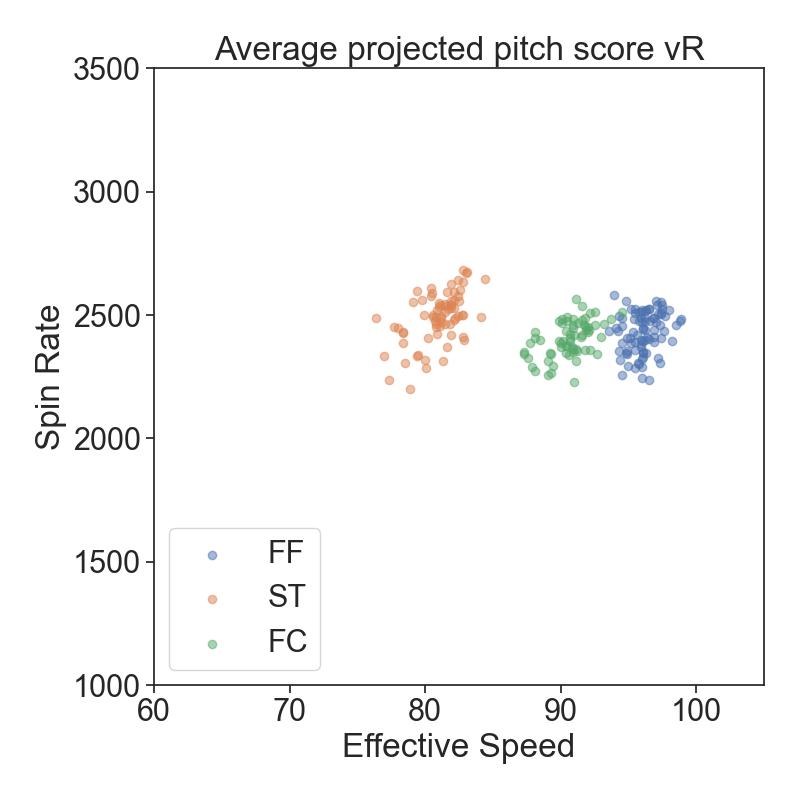 Average projected pitch score vR
3500
3000
2500
2000
1500
1000
Spin Rate
FF
ST
FC
60 70 80 90 100
Effective Speed